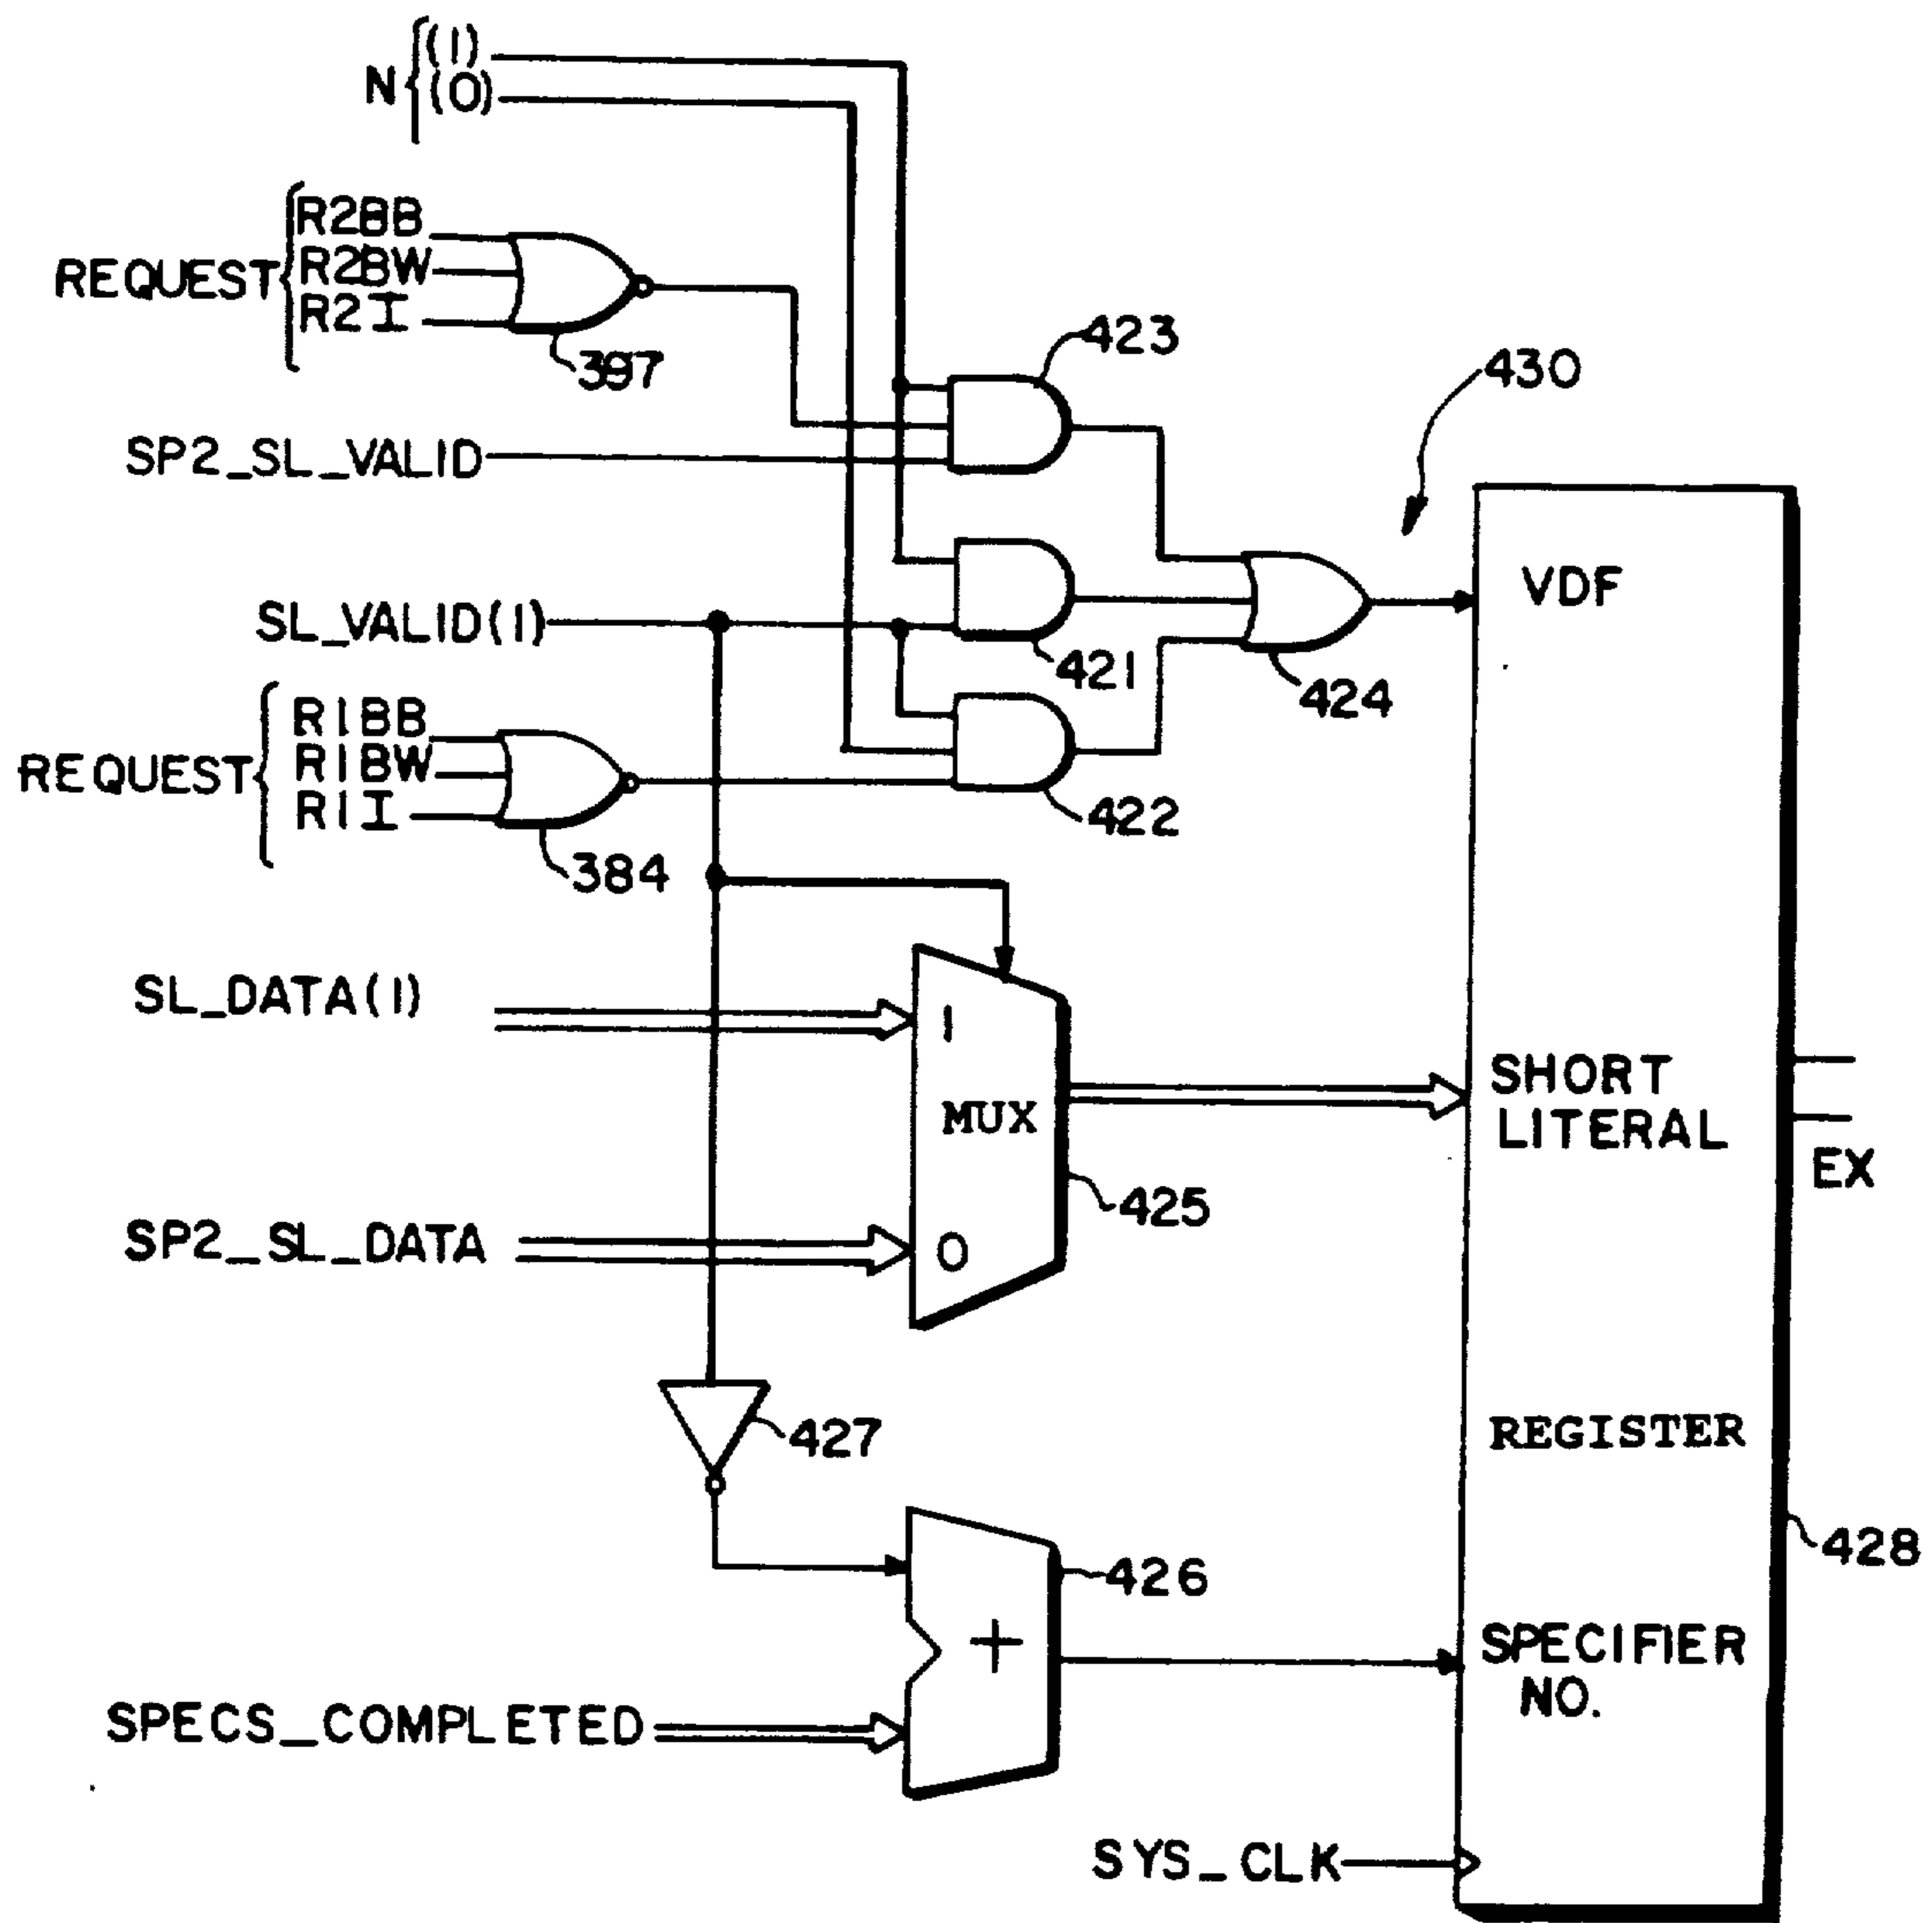 N
(1)
(0)
REQUEST
R2BB
R2BW
R2I
397
423
430
SP2_SL_VALID
VDF
SL_VALID(1)
421
424
REQUEST
R1BB
R1BW
R1I
422
384
SL_DATA(1)
1
MUX
SHORT
LITERAL
EX
425
SP2_SL_DATA
0
427
REGISTER
428
426
+
SPECIFIER
NO.
SPECS_COMPLETED
SYS_CLK